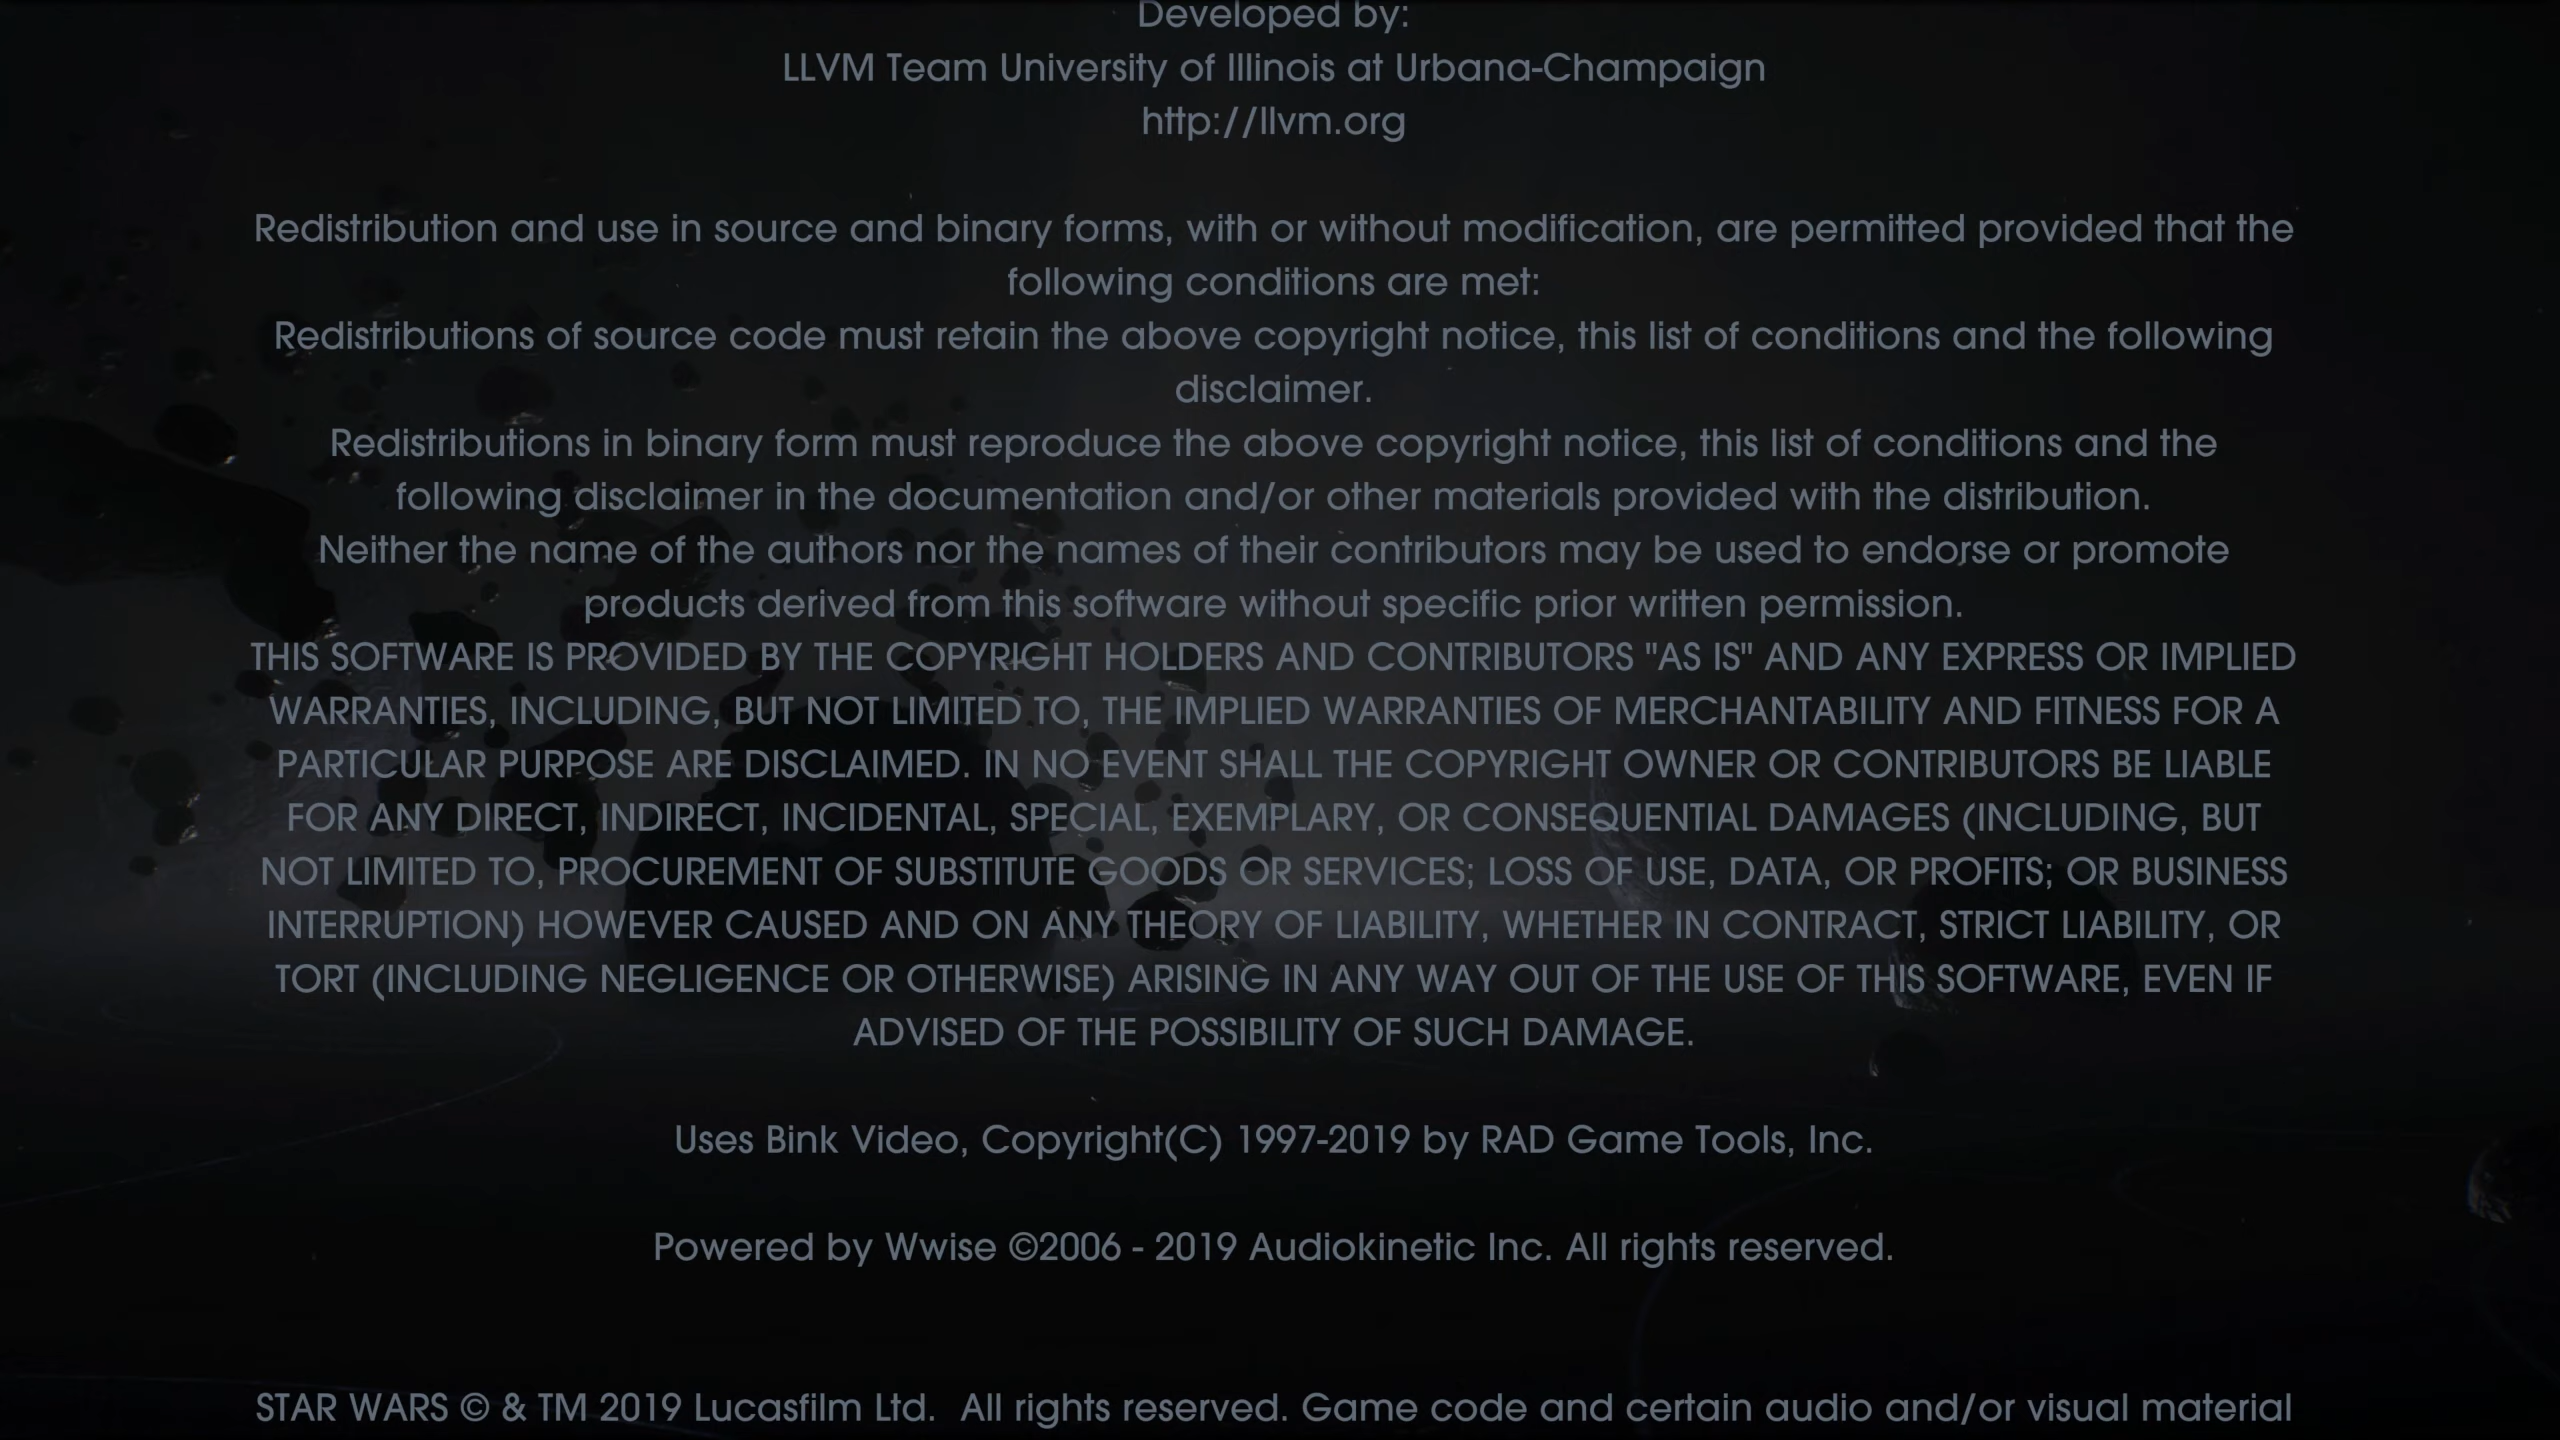 Developed by:
LLVM Team University of Illinois at Urbana-Champaign
http://llvm.org
Redistribution and use in source and binary forms, with or without modification, are permitted provided that the
following conditions are met:
Redistributions of source code must retain the above copyright notice, this list of conditions and the following
disclaimer.
Redistributions in binary form must reproduce the above copyright notice, this list of conditions and the
following disclaimer in the documentation and/or other materials provided with the distribution.
Neither the name of the authors nor the names of their contributors may be used to endorse or promote
products derived from this software without specific prior written permission.
THIS SOFTWARE IS PROVIDED BY THE COPYRIGHT HOLDERS AND CONTRIBUTORS "AS IS" AND ANY EXPRESS OR IMPLIED
WARRANTIES, INCLUDING, BUT NOT LIMITED TO, THE IMPLIED WARRANTIES OF MERCHANTABILITY AND FITNESS FOR A
PARTICULAR PURPOSE ARE DISCLAIMED. IN NO EVENT SHALL THE COPYRIGHT OWNER OR CONTRIBUTORS BE LIABLE
FOR ANY DIRECT, INDIRECT, INCIDENTAL, SPECIAL, EXEMPLARY, OR CONSEQUENTIAL DAMAGES (INCLUDING, BUT
NOT LIMITED TO, PROCUREMENT OF SUBSTITUTE GOODS OR SERVICES; LOSS OF USE, DATA, OR PROFITS; OR BUSINESS
INTERRUPTION) HOWEVER CAUSED AND ON ANY THEORY OF LIABILITY, WHETHER IN CONTRACT, STRICT LIABILITY, OR
TORT (INCLUDING NEGLIGENCE OR OTHERWISE) ARISING IN ANY WAY OUT OF THE USE OF THIS SOFTWARE, EVEN IF
ADVISED OF THE POSSIBILITY OF SUCH DAMAGE.
Uses Bink Video, Copyright(C) 1997-2019 by RAD Game Tools, Inc.
Powered by Wwise ©2006 - 2019 Audiokinetic Inc. All rights reserved.
STAR WARS © & TM 2019 Lucasfilm Ltd.  All rights reserved. Game code and certain audio and/or visual material